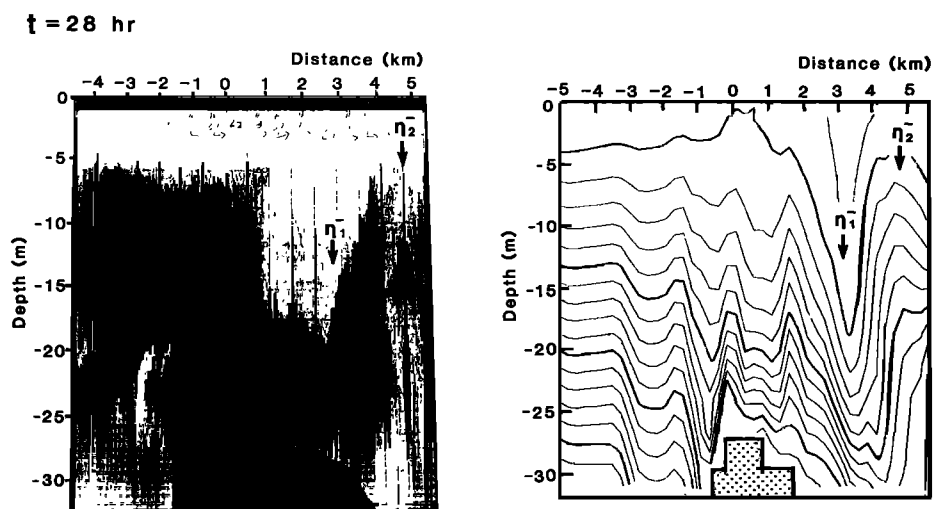 t = 28 hr
Distance (km)
-4 -3 -2 -1 0 1 2 3 4 5
0
-5
-10
-15
-20
-25
-30
Depth (m)
η₂⁻
η₁⁻
Distance (km)
-5 -4 -3 -2 -1 0 1 2 3 4 5
0
-5
-10
-15
-20
-25
-30
Depth (m)
η₂⁻
η₁⁻